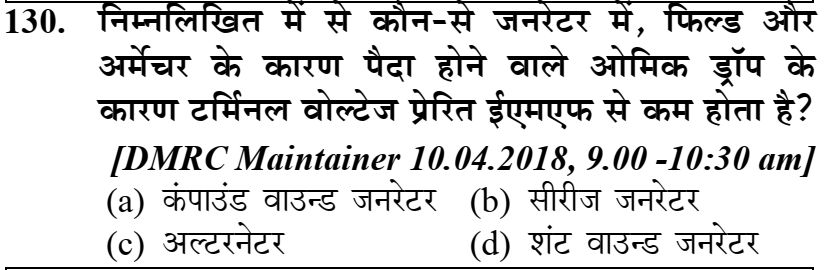 130. निम्नलिखित में से कौन-से जनरेटर में, फिल्ड और
अर्मेचर के कारण पैदा होने वाले ओमिक ड्रॉप के
कारण टर्मिनल वोल्टेज प्रेरित ईएमएफ से कम होता है?
[DMRC Maintainer 10.04.2018, 9.00 -10:30 am]
(a) कंपाउंड वाउन्ड जनरेटर (b) सीरीज जनरेटर
(c) अल्टरनेटर (d) शंट वाउन्ड जनरेटर